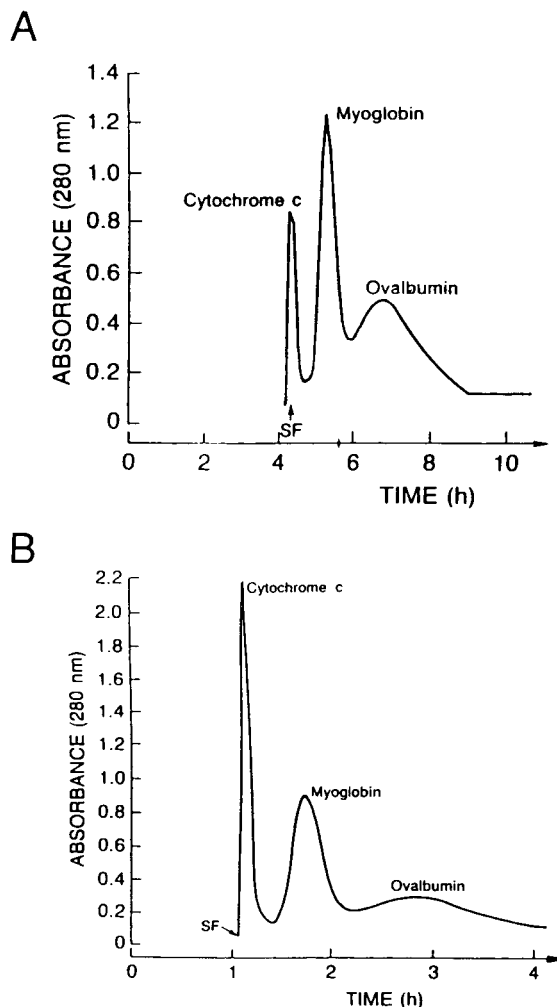 A
ABSORBANCE (280 nm)
1.4
1.2
1.0
0.8
0.6
0.4
0.2
0
Myoglobin
Cytochrome c
Ovalbumin
SF
0 2 4 6 8 10
TIME (h)
B
ABSORBANCE (280 nm)
2.2
2.0
1.8
1.6
1.4
1.2
1.0
0.8
0.6
0.4
0.2
0
Cytochrome c
Myoglobin
Ovalbumin
SF
0 1 2 3 4
TIME (h)